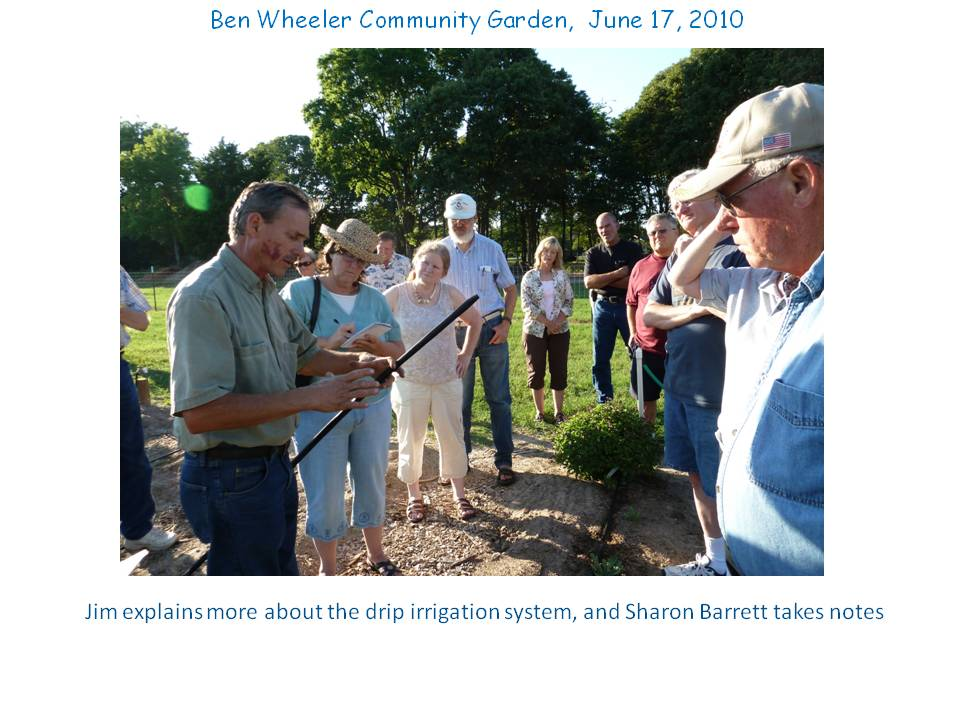 Ben Wheeler Community Garden,  June 17, 2010
Jim explains more about the drip irrigation system, and Sharon Barrett takes notes